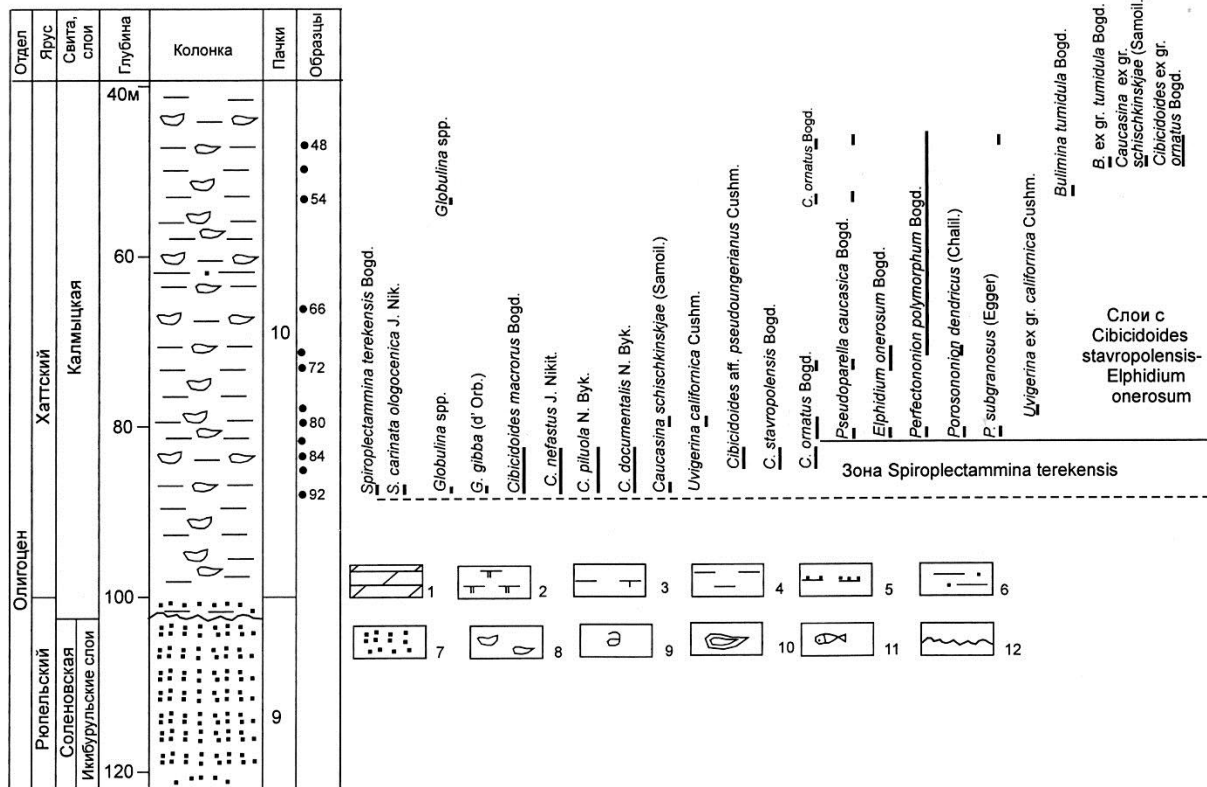 Отдел
Ярус
Свита,
слои
Глубина
Колонка
Пачки
Образцы
Олигоцен
Хаттский
Рюпельский
Калмыцкая
Соленовская
Икибурульские слои
40м
60
80
100
120
10
9
48
54
66
72
80
84
92
Spiroplectammina terekensis Bogd.
S. carinata ologocenica J. Nik.
Globulina spp.
Globulina spp.
G. gibba (d' Orb.)
Cibicidoides macrorus Bogd.
C. nefastus J. Nikit.
C. piluola N. Byk.
C. documentalis N. Byk.
Caucasina schischkinskjae (Samoil.)
Uvigerina californica Cushm.
Cibicidoides aff. pseudoungerianus Cushm.
C. stavropolensis Bogd.
C. ornatus Bogd.
C. ornatus Bogd.
Pseudoparella caucasica Bogd.
Elphidium onerosum Bogd.
Perfectononion polymorphum Bogd.
Porosononion dendricus (Chalil.)
P. subgranosus (Egger)
Uvigerina ex gr. californica Cushm.
Bulimina tumidula Bogd.
B. ex gr. tumidula Bogd.
Caucasina ex gr.
schischkinskjae (Samoil.)
Cibicidoides ex gr.
ornatus Bogd.
Слои с
Cibicidoides
stavropolensis-
Elphidium
onerosum
Зона Spiroplectammina terekensis
1
2
3
4
5
6
7
8
9
10
11
12